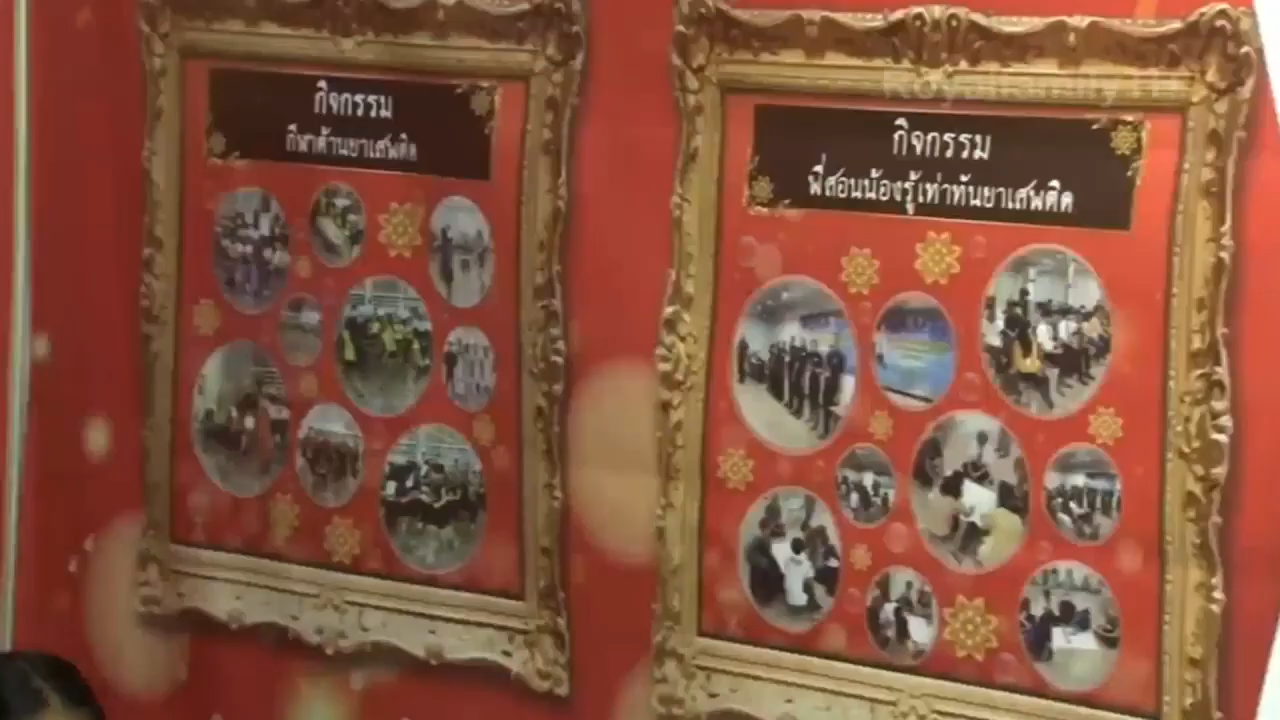 กิจกรรม
กีฬาต้านยาเสพติด
กิจกรรม
พี่สอนน้องรู้เท่าทันยาเสพติด